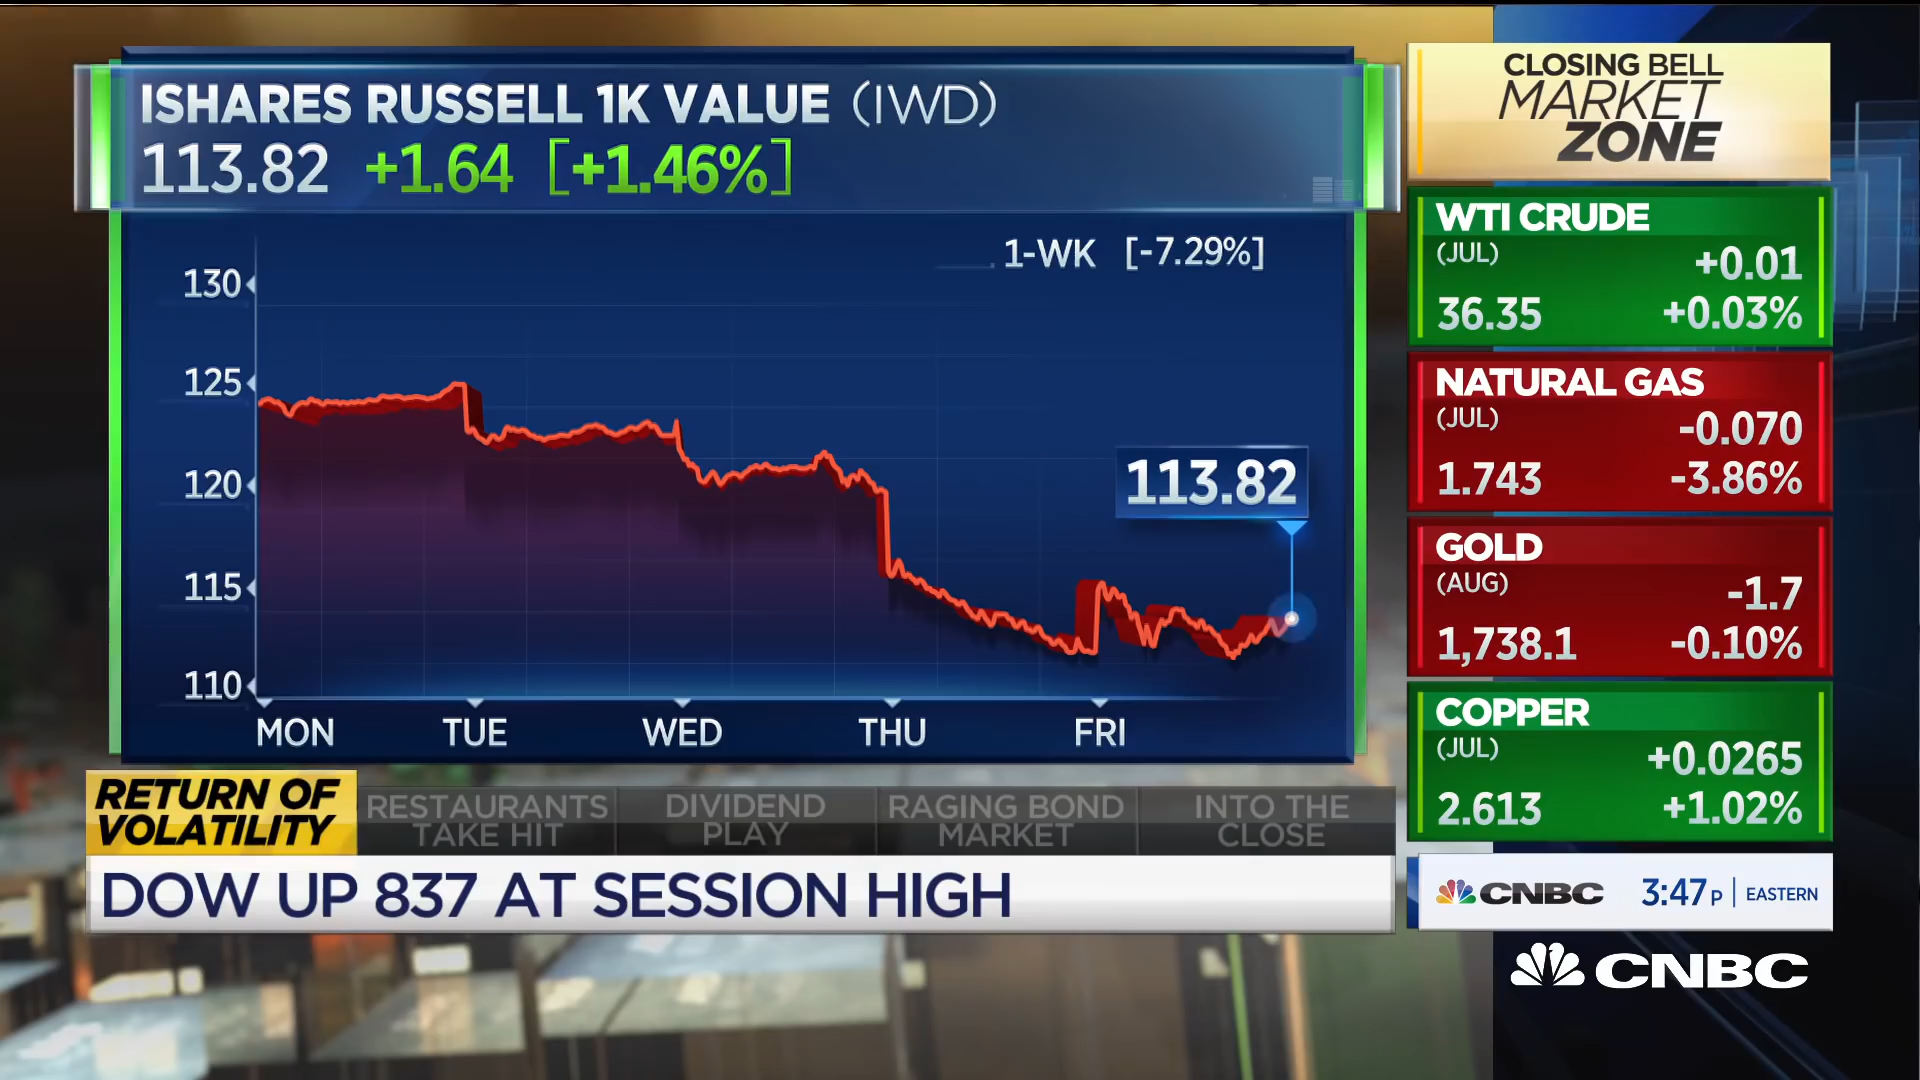 ISHARES RUSSELL 1K VALUE (IWD)
113.82 +1.64 [+1.46%]
1-WK [-7.29%]
130
125
120
115
110
113.82
MON TUE WED THU FRI
RETURN OF
VOLATILITY
RESTAURANTS
TAKE HIT
DIVIDEND
PLAY
RAGING BOND
MARKET
INTO THE
CLOSE
DOW UP 837 AT SESSION HIGH
CLOSING BELL
MARKET
ZONE
WTI CRUDE
(JUL) +0.01
36.35 +0.03%
NATURAL GAS
(JUL) -0.070
1.743 -3.86%
GOLD
(AUG) -1.7
1,738.1 -0.10%
COPPER
(JUL) +0.0265
2.613 +1.02%
CNBC 3:47P | EASTERN
CNBC